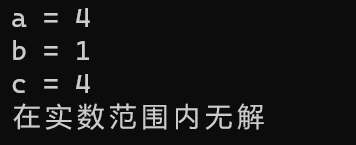 a = 4
b = 1
c = 4
在实数范围内无解